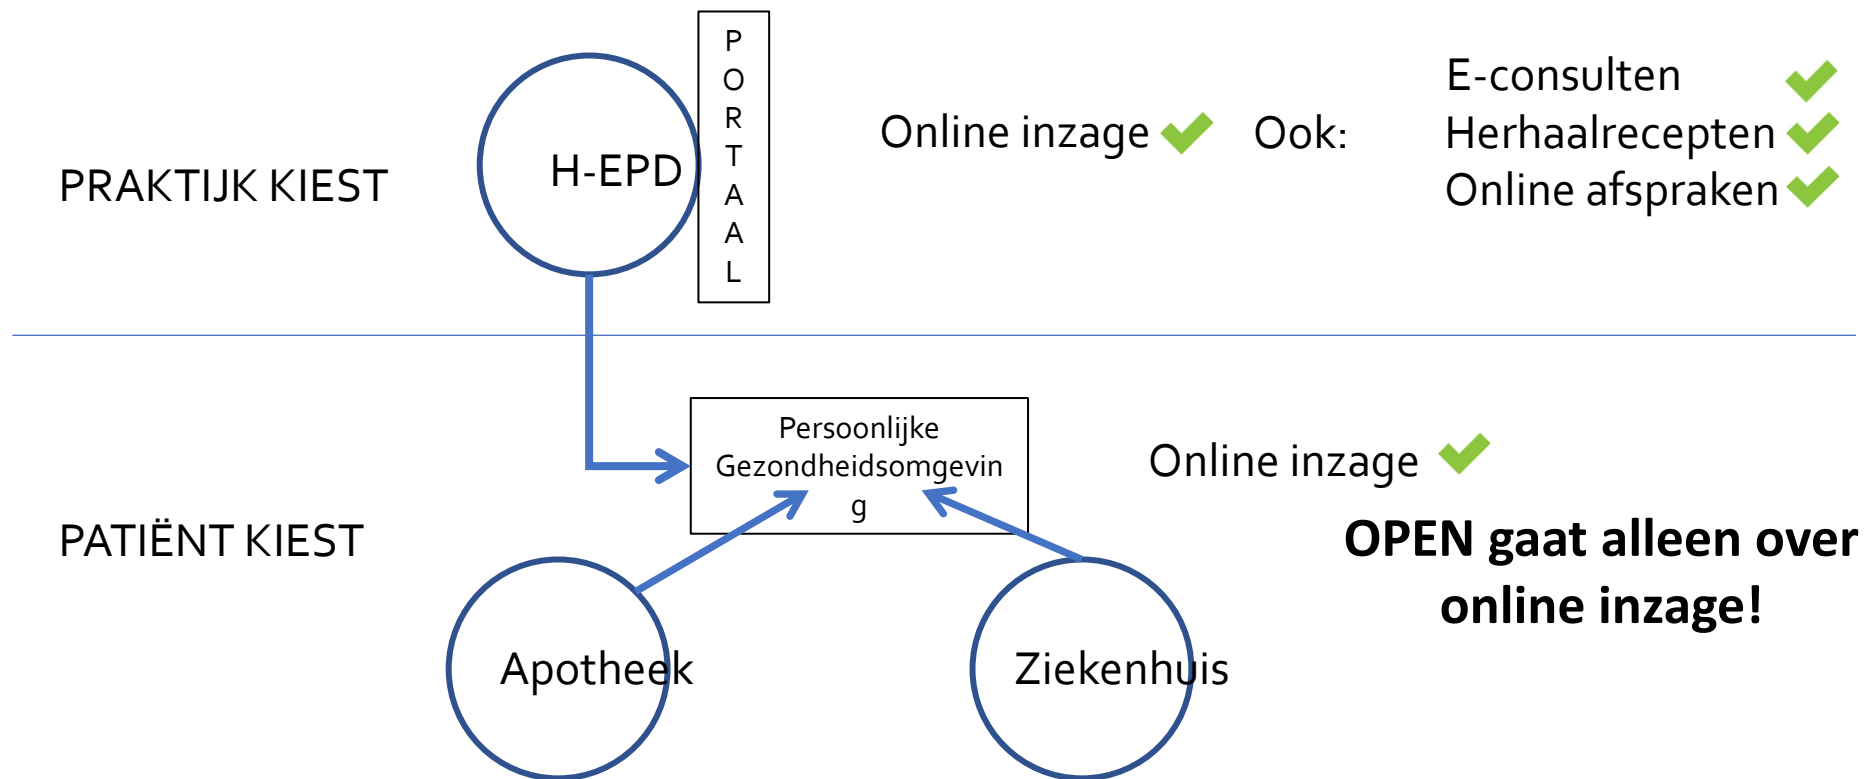 PRAKTIJK KIEST
H-EPD
P
O
R
T
A
A
L
Online inzage
Ook:
E-consulten
Herhaalrecepten
Online afspraken
PATIËNT KIEST
Persoonlijke
Gezondheidsomgevin
g
Online inzage
OPEN gaat alleen over
online inzage!
Apotheek
Ziekenhuis